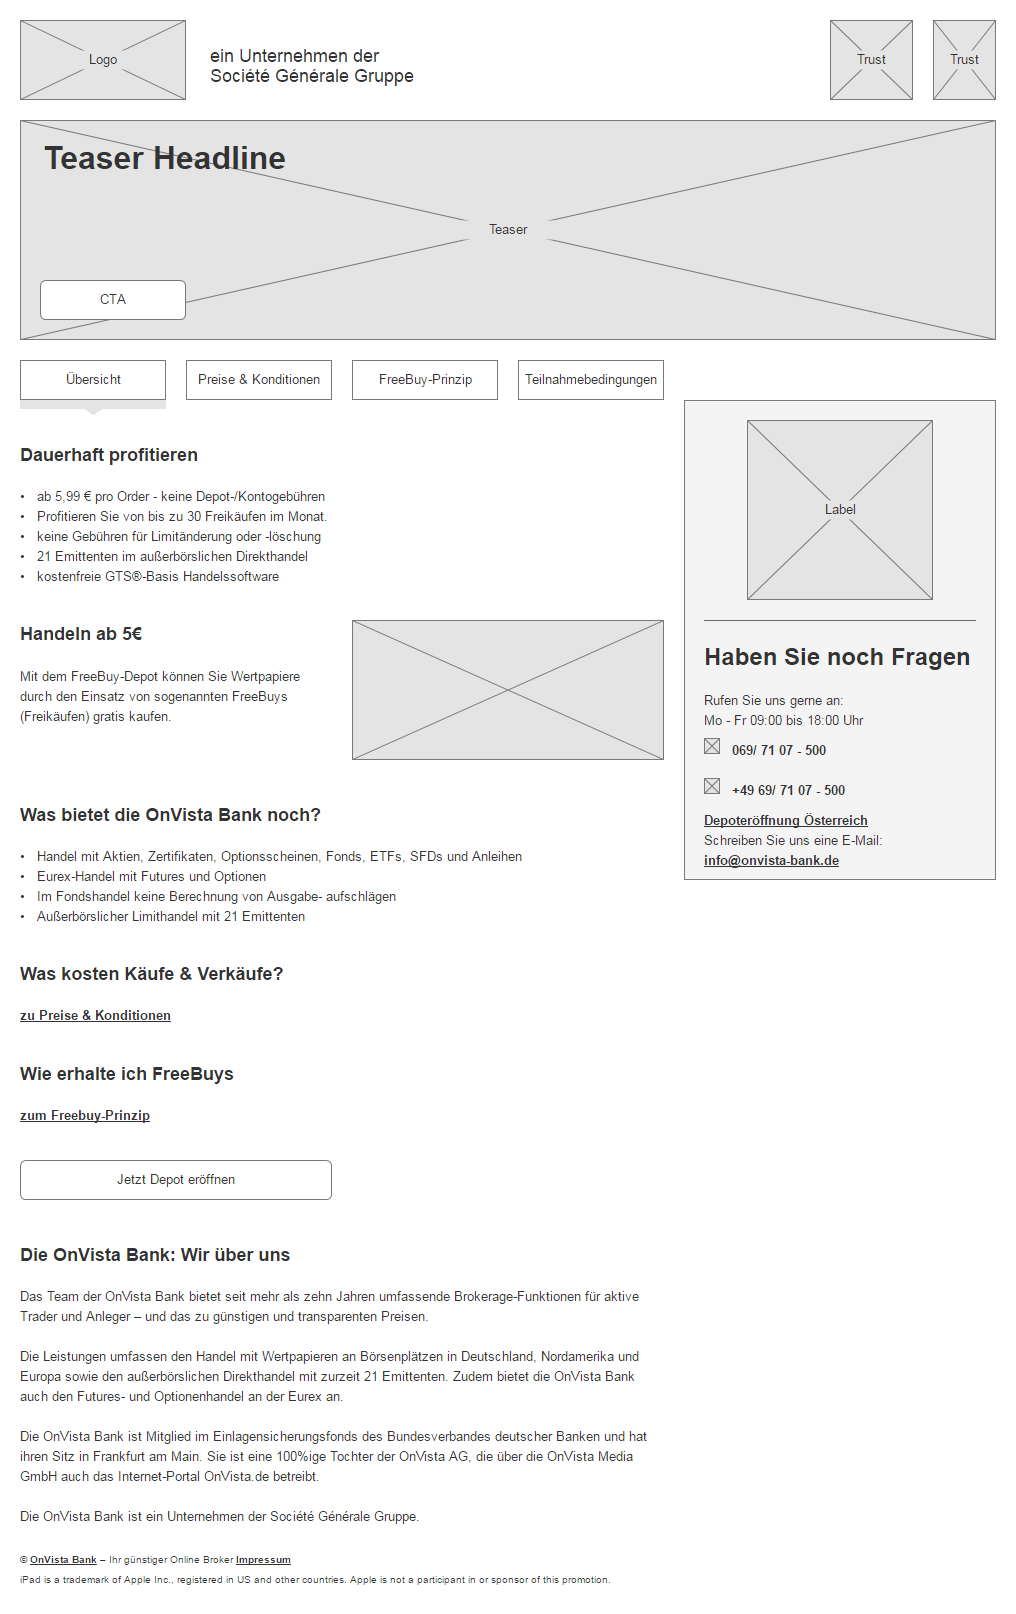 Logo
ein Unternehmen der
Société Générale Gruppe
Trust
Trust
Teaser Headline
Teaser
CTA
Übersicht
Preise & Konditionen
FreeBuy-Prinzip
Teilnahmebedingungen
Dauerhaft profitieren
• ab 5,99 € pro Order - keine Depot-/Kontogebühren
• Profitieren Sie von bis zu 30 Freikäufen im Monat.
• keine Gebühren für Limitänderung oder -löschung
• 21 Emittenten im außerbörslichen Direkthandel
• kostenfreie GTS®-Basis Handelssoftware
Handeln ab 5€
Mit dem FreeBuy-Depot können Sie Wertpapiere
durch den Einsatz von sogenannten FreeBuys
(Freikäufen) gratis kaufen.
Was bietet die OnVista Bank noch?
• Handel mit Aktien, Zertifikaten, Optionsscheinen, Fonds, ETFs, SFDs und Anleihen
• Eurex-Handel mit Futures und Optionen
• Im Fondshandel keine Berechnung von Ausgabe- aufschlägen
• Außerbörslicher Limithandel mit 21 Emittenten
Was kosten Käufe & Verkäufe?
zu Preise & Konditionen
Wie erhalte ich FreeBuys
zum Freebuy-Prinzip
Jetzt Depot eröffnen
Label
Haben Sie noch Fragen
Rufen Sie uns gerne an:
Mo - Fr 09:00 bis 18:00 Uhr
069/ 71 07 - 500
+49 69/ 71 07 - 500
Depoteröffnung Österreich
Schreiben Sie uns eine E-Mail:
info@onvista-bank.de
Die OnVista Bank: Wir über uns
Das Team der OnVista Bank bietet seit mehr als zehn Jahren umfassende Brokerage-Funktionen für aktive
Trader und Anleger – und das zu günstigen und transparenten Preisen.
Die Leistungen umfassen den Handel mit Wertpapieren an Börsenplätzen in Deutschland, Nordamerika und
Europa sowie den außerbörslichen Direkthandel mit zurzeit 21 Emittenten. Zudem bietet die OnVista Bank
auch den Futures- und Optionenhandel an der Eurex an.
Die OnVista Bank ist Mitglied im Einlagensicherungsfonds des Bundesverbandes deutscher Banken und hat
ihren Sitz in Frankfurt am Main. Sie ist eine 100%ige Tochter der OnVista AG, die über die OnVista Media
GmbH auch das Internet-Portal OnVista.de betreibt.
Die OnVista Bank ist ein Unternehmen der Société Générale Gruppe.
© OnVista Bank – Ihr günstiger Online Broker Impressum
iPad is a trademark of Apple Inc., registered in US and other countries. Apple is not a participant in or sponsor of this promotion.